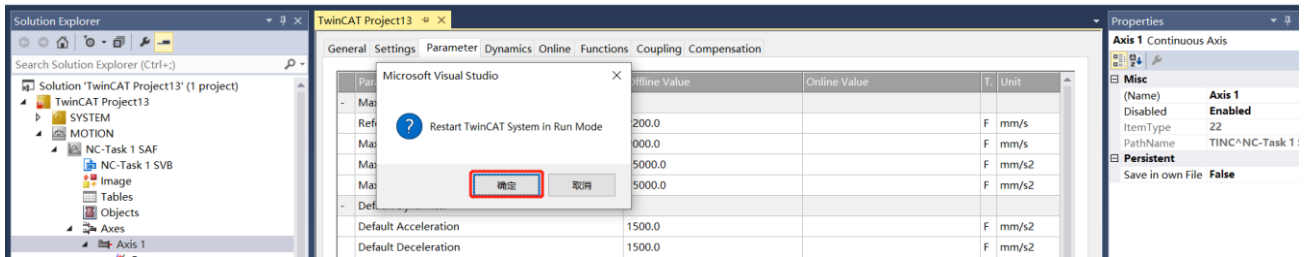 Solution Explorer
Search Solution Explorer (Ctrl+;)
Solution 'TwinCAT Project13' (1 project)
TwinCAT Project13
SYSTEM
MOTION
NC-Task 1 SAF
NC-Task 1 SVB
Image
Tables
Objects
Axes
Axis 1
TwinCAT Project13
General Settings Parameter Dynamics Online Functions Coupling Compensation
Offline Value Online Value T. Unit
Microsoft Visual Studio
Restart TwinCAT System in Run Mode
确定 取消
F mm/s
F mm/s
5000.0 F mm/s2
5000.0 F mm/s2
Default Acceleration 1500.0 F mm/s2
Default Deceleration 1500.0 F mm/s2
Properties
Axis 1 Continuous Axis
Misc
(Name) Axis 1
Disabled Enabled
ItemType 22
PathName TINC^NC-Task 1
Persistent
Save in own File False